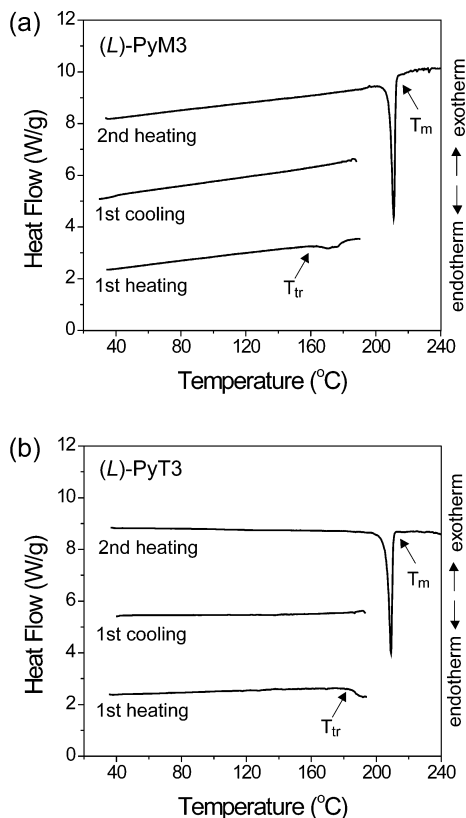 (a)
(L)-PyM3
12
10
8
6
4
2
0
Heat Flow (W/g)
2nd heating
1st cooling
1st heating
Tm
Ttr
endotherm ← → exotherm
40 80 120 160 200 240
Temperature (oC)
(b)
(L)-PyT3
12
10
8
6
4
2
0
Heat Flow (W/g)
2nd heating
1st cooling
1st heating
Tm
Ttr
endotherm ← → exotherm
40 80 120 160 200 240
Temperature (oC)